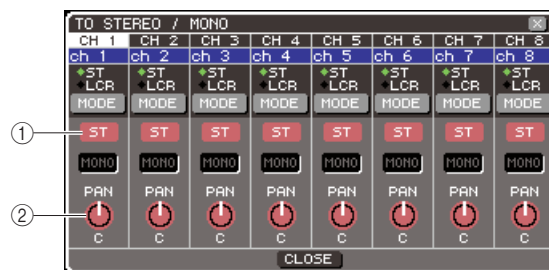 TO STEREO / MONO
CH 1 CH 2 CH 3 CH 4 CH 5 CH 6 CH 7 CH 8
ch 1 ch 2 ch 3 ch 4 ch 5 ch 6 ch 7 ch 8
ST ST ST ST ST ST ST ST
LCR LCR LCR LCR LCR LCR LCR LCR
MODE MODE MODE MODE MODE MODE MODE MODE
① ST ST ST ST ST ST ST ST
MONO MONO MONO MONO MONO MONO MONO MONO
PAN PAN PAN PAN PAN PAN PAN PAN
②
C C C C C C C C
CLOSE